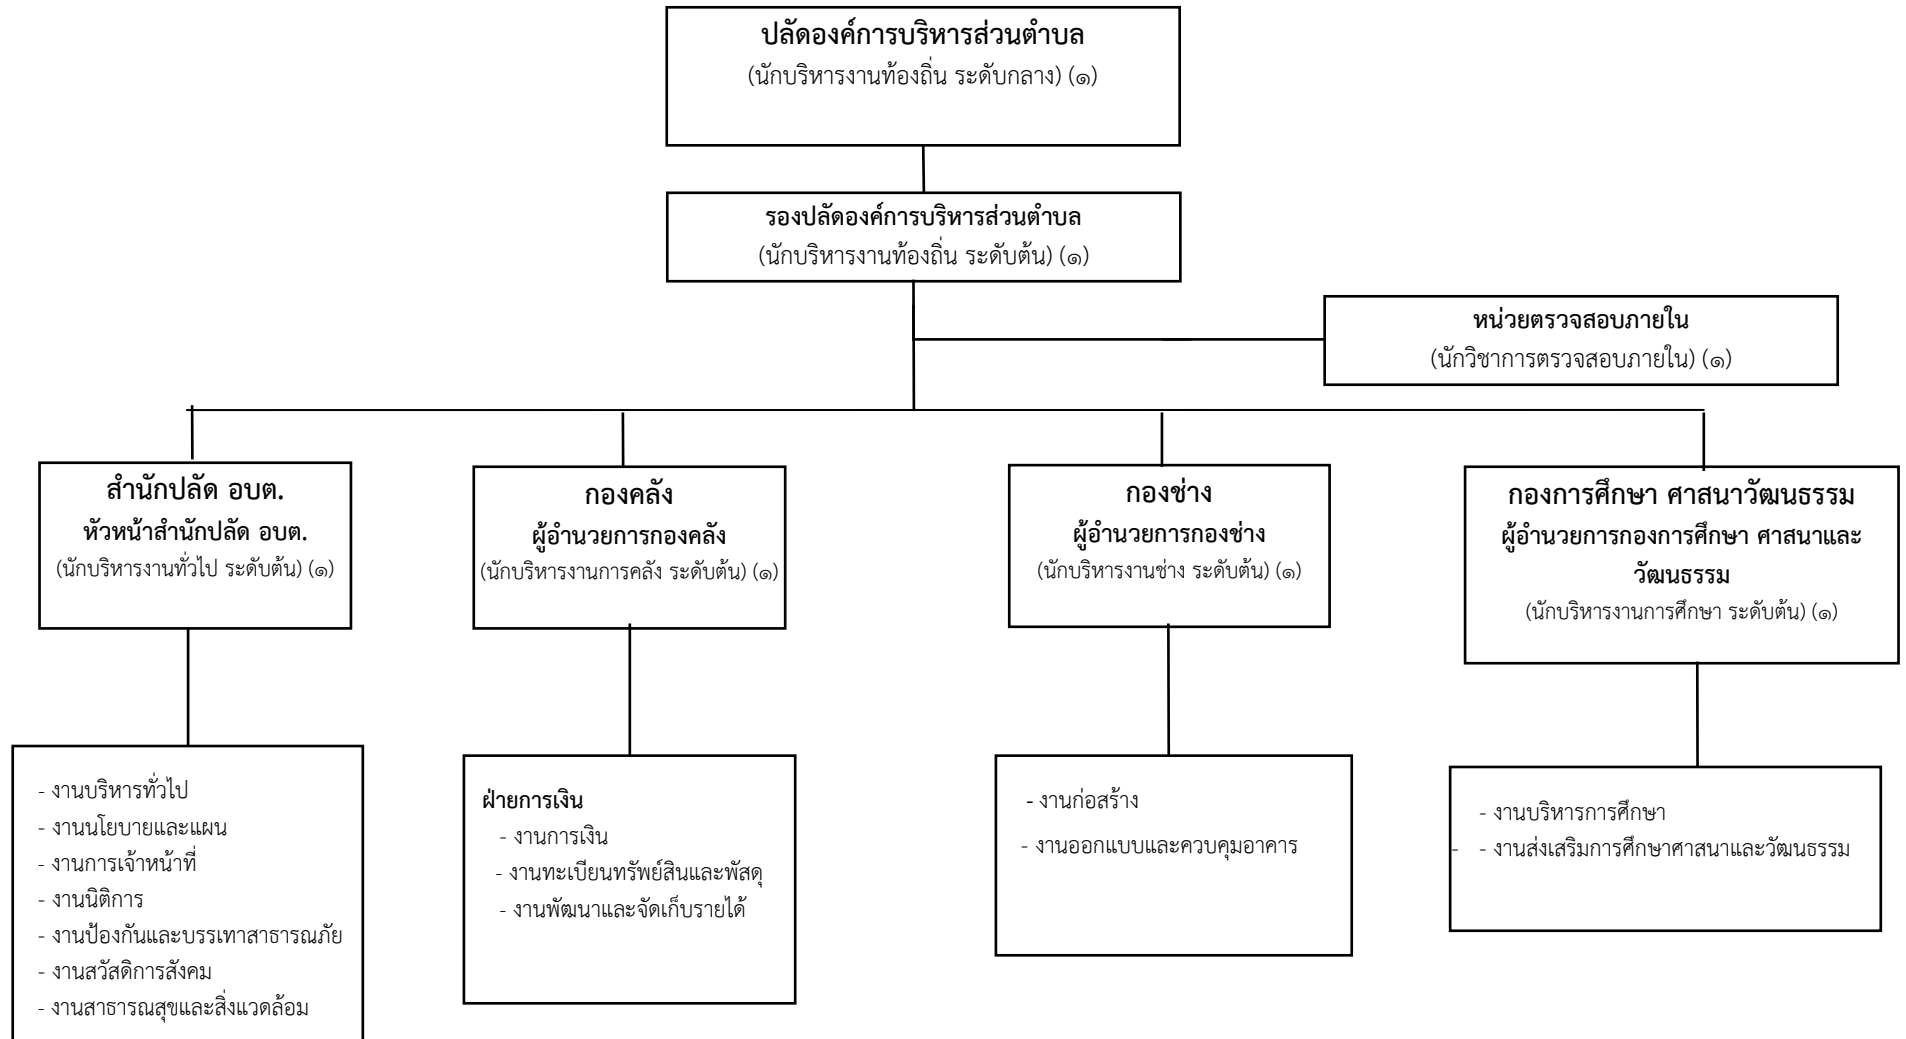 ปลัดองค์การบริหารส่วนตำบล
(นักบริหารงานท้องถิ่น ระดับกลาง) (๑)
รองปลัดองค์การบริหารส่วนตำบล
(นักบริหารงานท้องถิ่น ระดับต้น) (๑)
หน่วยตรวจสอบภายใน
(นักวิชาการตรวจสอบภายใน) (๑)
สำนักปลัด อบต.
หัวหน้าสำนักปลัด อบต.
(นักบริหารงานทั่วไป ระดับต้น) (๑)
กองคลัง
ผู้อำนวยการกองคลัง
(นักบริหารงานการคลัง ระดับต้น) (๑)
กองช่าง
ผู้อำนวยการกองช่าง
(นักบริหารงานช่าง ระดับต้น) (๑)
กองการศึกษา ศาสนาวัฒนธรรม
ผู้อำนวยการกองการศึกษา ศาสนาและ
วัฒนธรรม
(นักบริหารงานการศึกษา ระดับต้น) (๑)
- งานบริหารทั่วไป
- งานนโยบายและแผน
- งานการเจ้าหน้าที่
- งานนิติการ
- งานป้องกันและบรรเทาสาธารณภัย
- งานสวัสดิการสังคม
- งานสาธารณสุขและสิ่งแวดล้อม
ฝ่ายการเงิน
- งานการเงิน
- งานทะเบียนทรัพย์สินและพัสดุ
- งานพัฒนาและจัดเก็บรายได้
- งานก่อสร้าง
- งานออกแบบและควบคุมอาคาร
- งานบริหารการศึกษา
- - งานส่งเสริมการศึกษาศาสนาและวัฒนธรรม